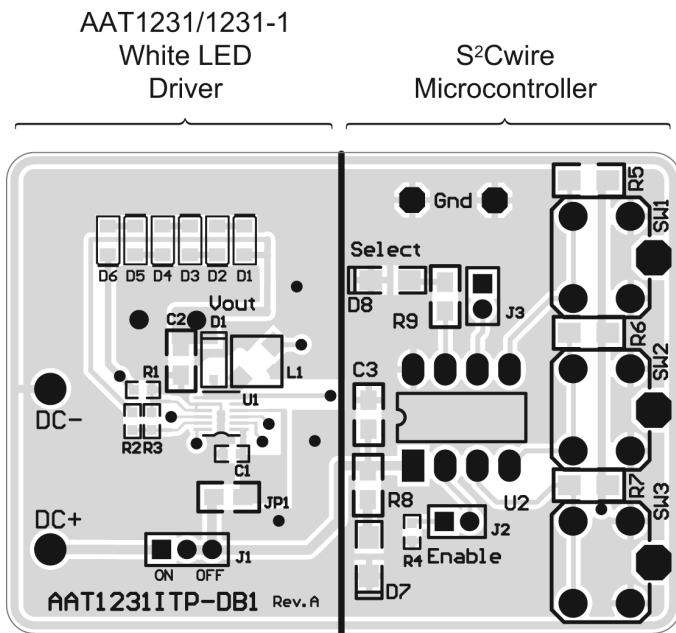 AAT1231/1231-1
White LED
Driver
S²Cwire
Microcontroller
R5
SW1
Gnd
Select
D6 D5 D4 D3 D2 D1
D8
R9
J3
Vout
C2
D1
R6
SW2
L1
R1
U1
C3
DC-
R2 R3
C1
R7
SW3
DC+
JP1
R8
U2
J1
J2
ON OFF
R4
Enable
D7
AAT1231ITP-DB1 Rev.A